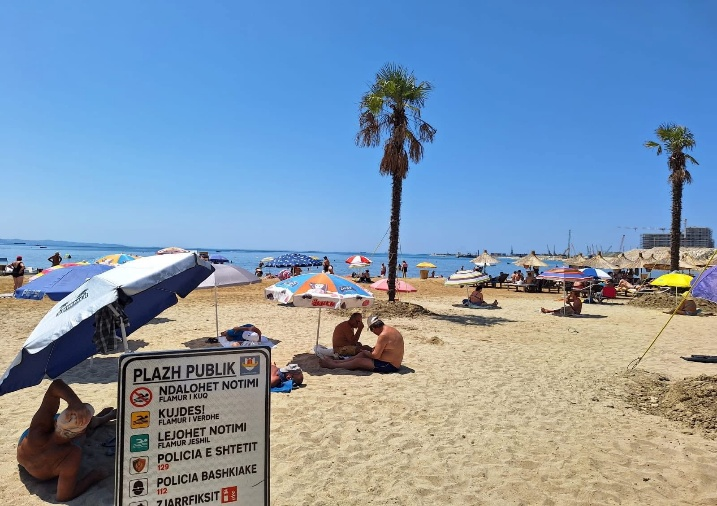 PLAZH PUBLIK
NDALOHET NOTIMI
FLAMUR I KUQ
KUJDES!
FLAMUR I VERDHE
LEJOHET NOTIMI
FLAMUR JESHIL
POLICIA E SHTETIT
129
POLICIA BASHKIAKE
112
ZJARRFIKSIT